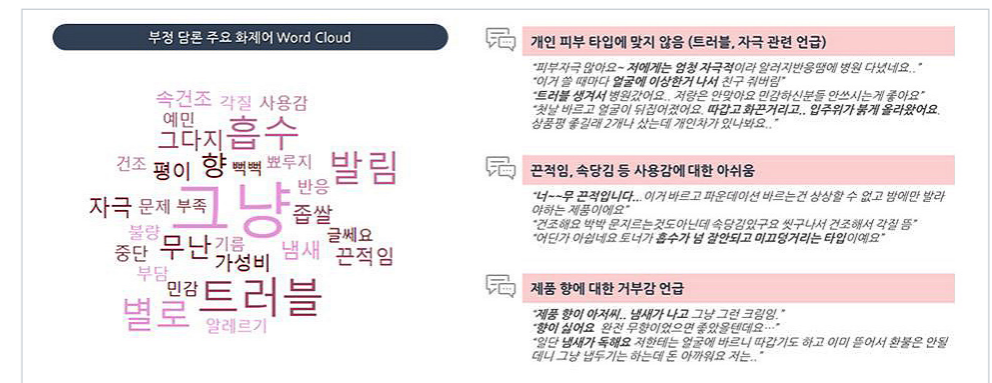 부정 담론 주요 화제어 Word Cloud
속건조 각질 사용감
예민
그다지 흡수
건조 평이 향 뻑뻑 뾰루지 발림
반응
그냥
자극 문제 부족 좁쌀
불량 글쎄요
중단 무난 기름 냄새 끈적임
가성비
부담
민감 트러블
별로 알레르기
개인 피부 타입에 맞지 않음 (트러블, 자극 관련 언급)
"피부자극 많아요~ 저에게는 엄청 자극적이라 알러지반응땜에 병원 다녔네요.."
"이거 쓸 때마다 얼굴에 이상한거 나서 친구 줘버림"
"트러블 생겨서 병원갔어요.. 저랑은 안맞아요 민감하신분들 안쓰시는게 좋아요"
"첫날 바르고 얼굴이 뒤집어졌어요. 따갑고 화끈거리고.. 입주위가 붉게 올라왔어요.
상품평 좋길래 2개나 샀는데 개인차가 있나봐요.."
끈적임, 속당김 등 사용감에 대한 아쉬움
"너~~무 끈적입니다... 이거 바르고 파운데이션 바르는건 상상할 수 없고 밤에만 발라
야하는 제품이에요"
"건조해요 박박 문지르는것도아닌데 속당김있구요 씻구나서 건조해서 각질 뜸"
"어딘가 아쉽네요 토너가 흡수가 넘 잘안되고 미끄덩거리는 타입이예요"
제품 향에 대한 거부감 언급
"제품 향이 아저씨.. 냄새가 나고 그냥 그런 크림임."
"향이 싫어요 완전 무향이었으면 좋았을텐데요…"
"일단 냄새가 독해요 저한테는 얼굴에 바르니 따갑기도 하고 이미 뜯어서 환불은 안될
데니 그냥 냅두기는 하는데 돈 아까워요 저는.."